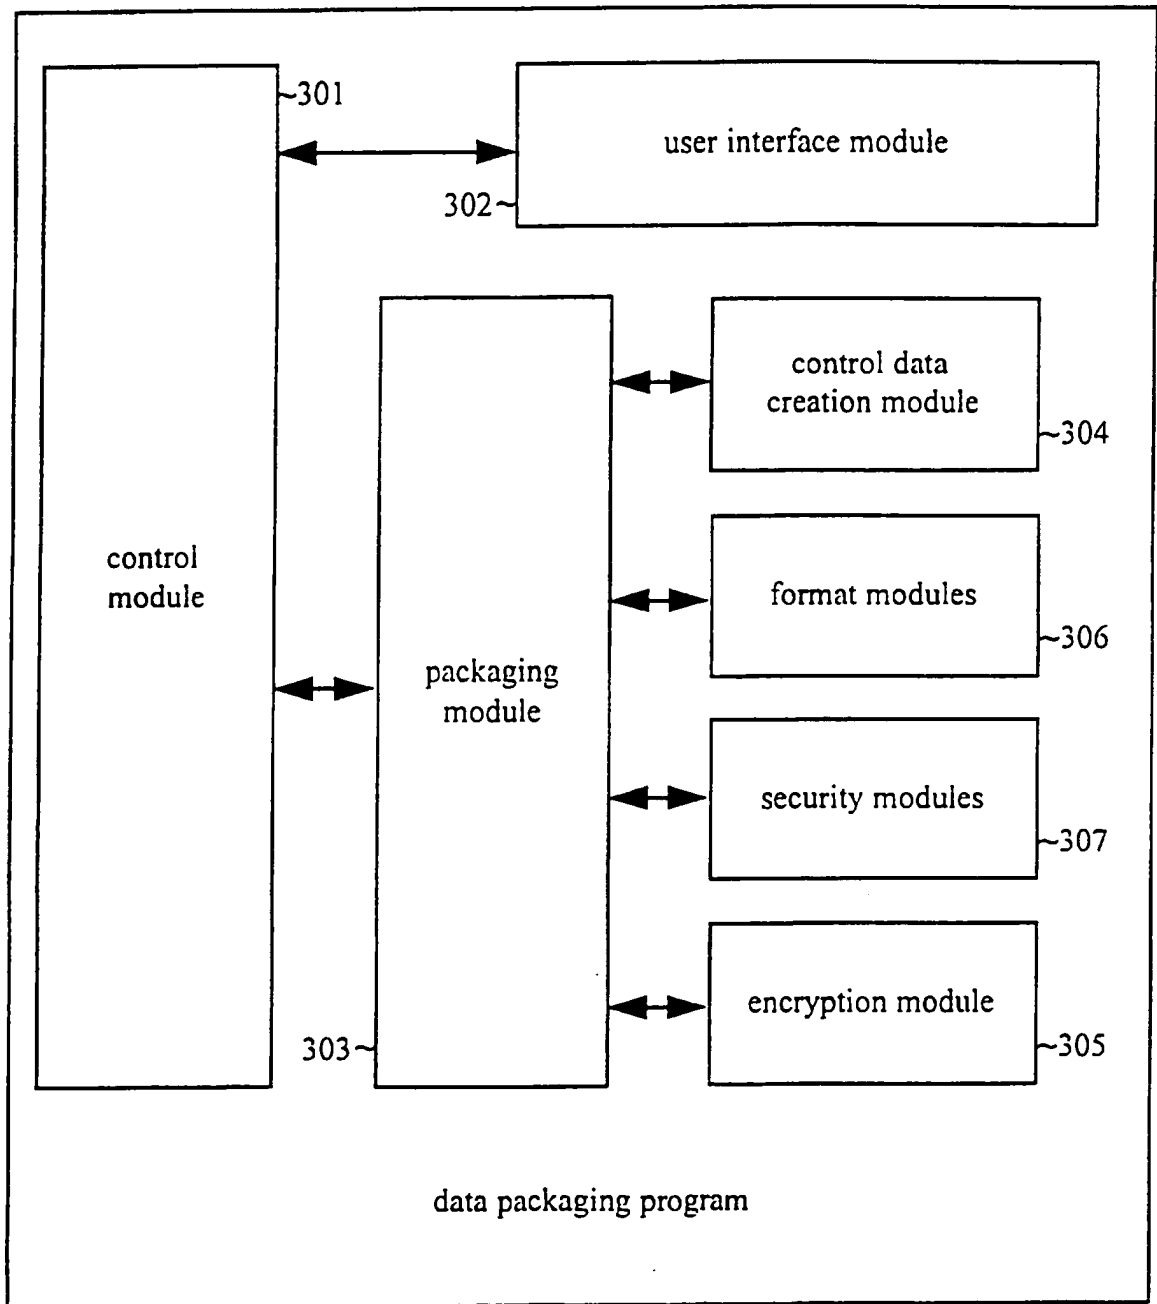 301
user interface module
302
control data
creation module
304
control
module
format modules
306
packaging
module
security modules
307
encryption module
303
305
data packaging program